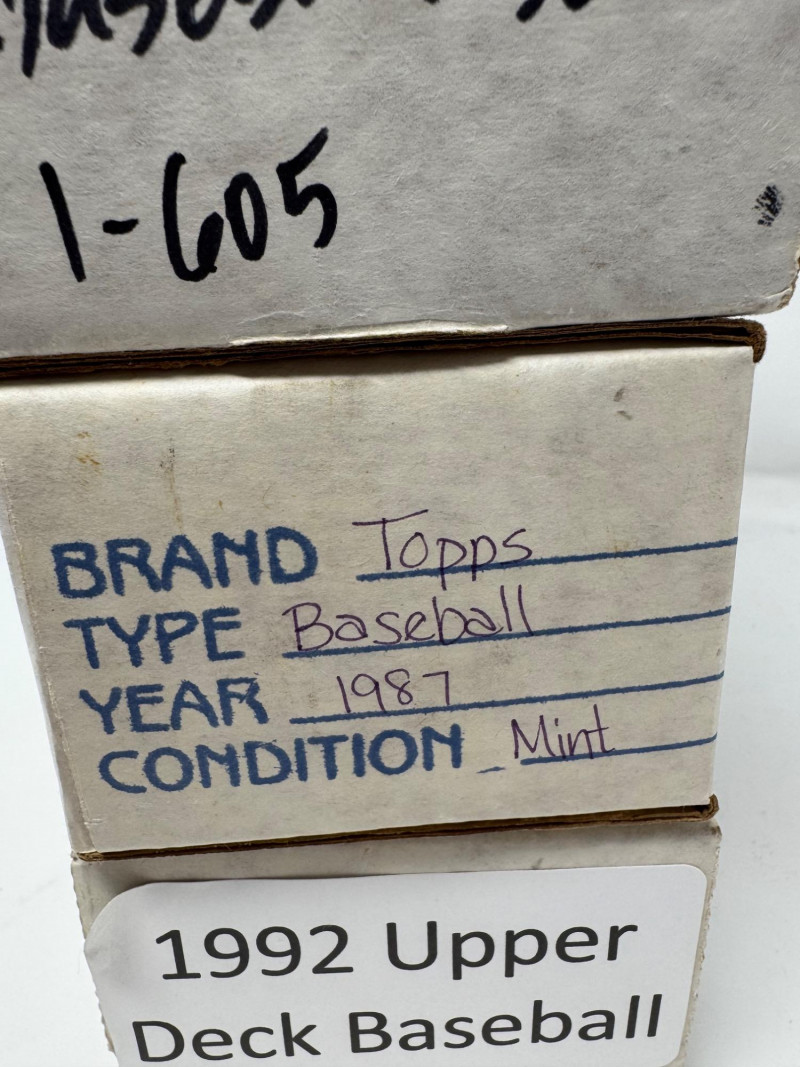 1-605
BRAND Topps
TYPE Baseball
YEAR 1987
CONDITION Mint
1992 Upper
Deck Baseball